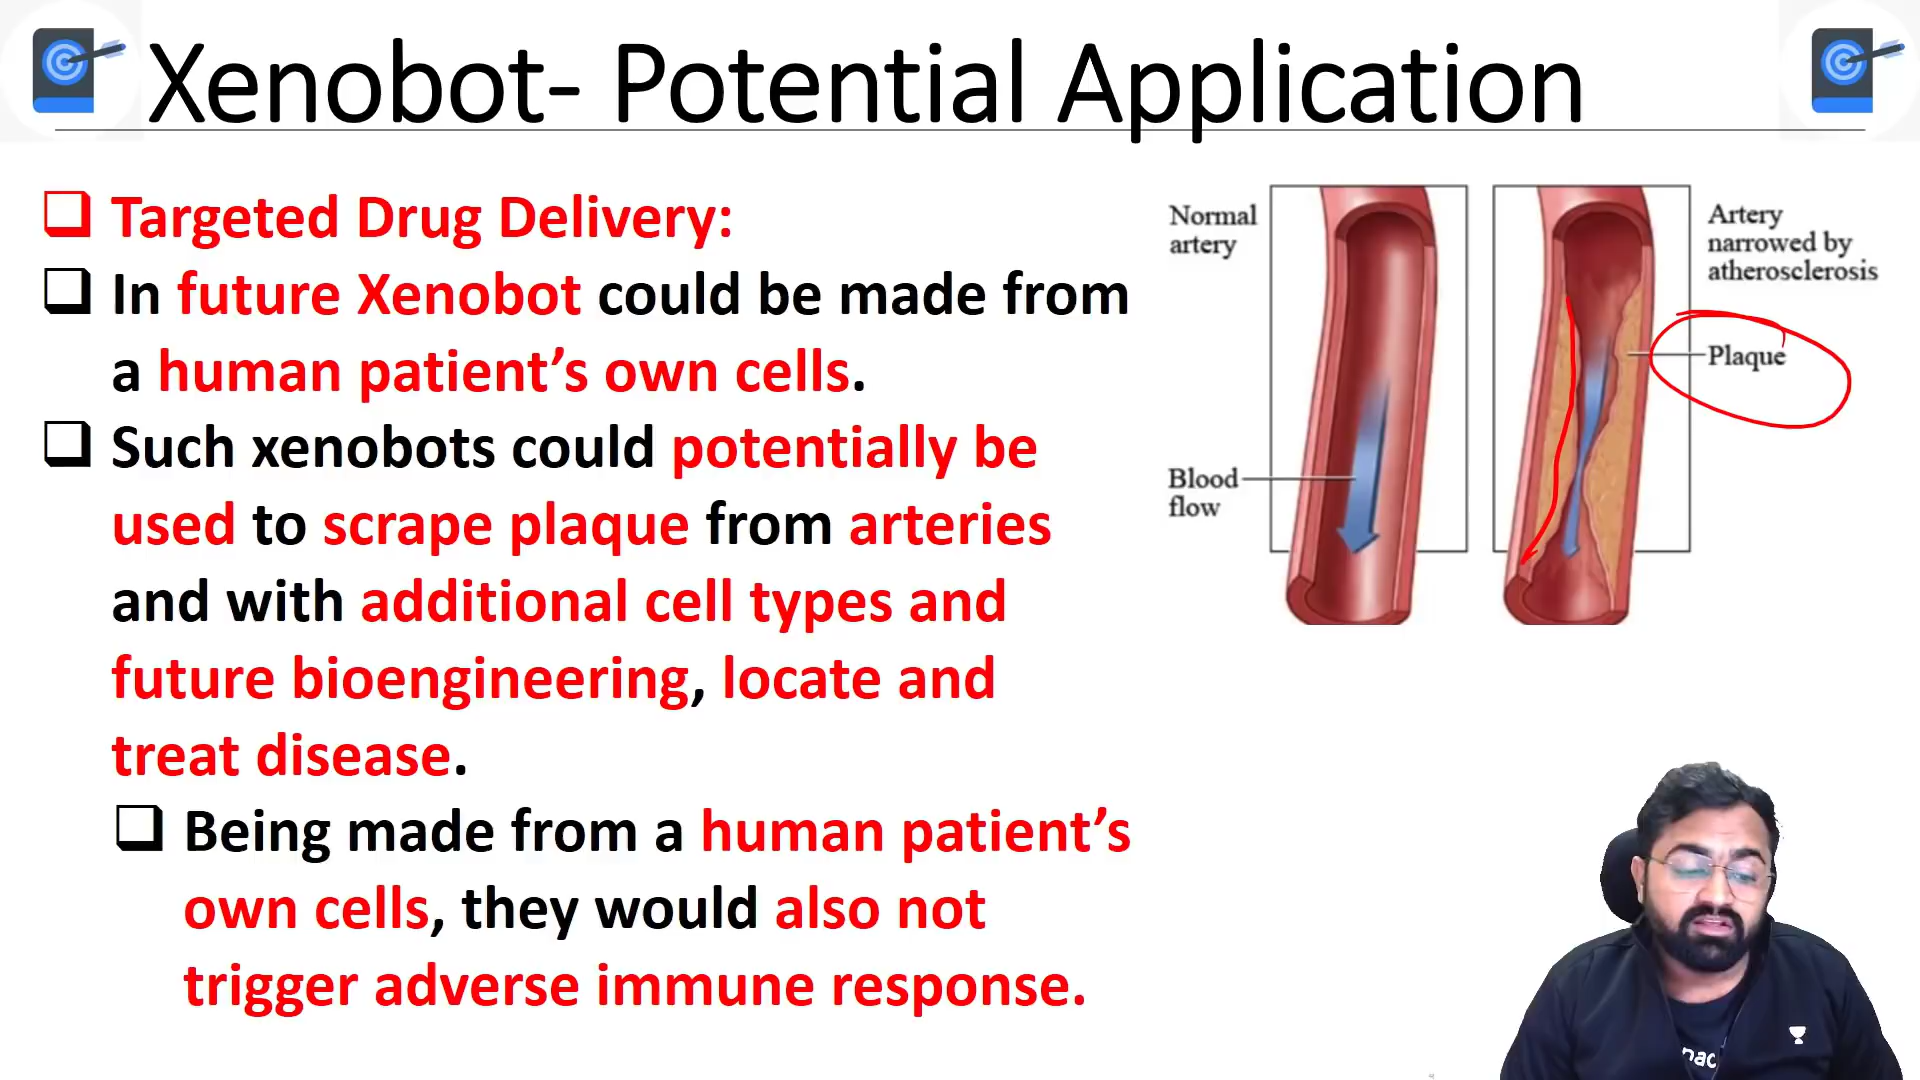 Xenobot- Potential Application
Targeted Drug Delivery:
In future Xenobot could be made from
a human patient’s own cells.
Such xenobots could potentially be
used to scrape plaque from arteries
and with additional cell types and
future bioengineering, locate and
treat disease.
Being made from a human patient’s
own cells, they would also not
trigger adverse immune response.
Normal
artery
Blood
flow
Artery
narrowed by
atherosclerosis
Plaque